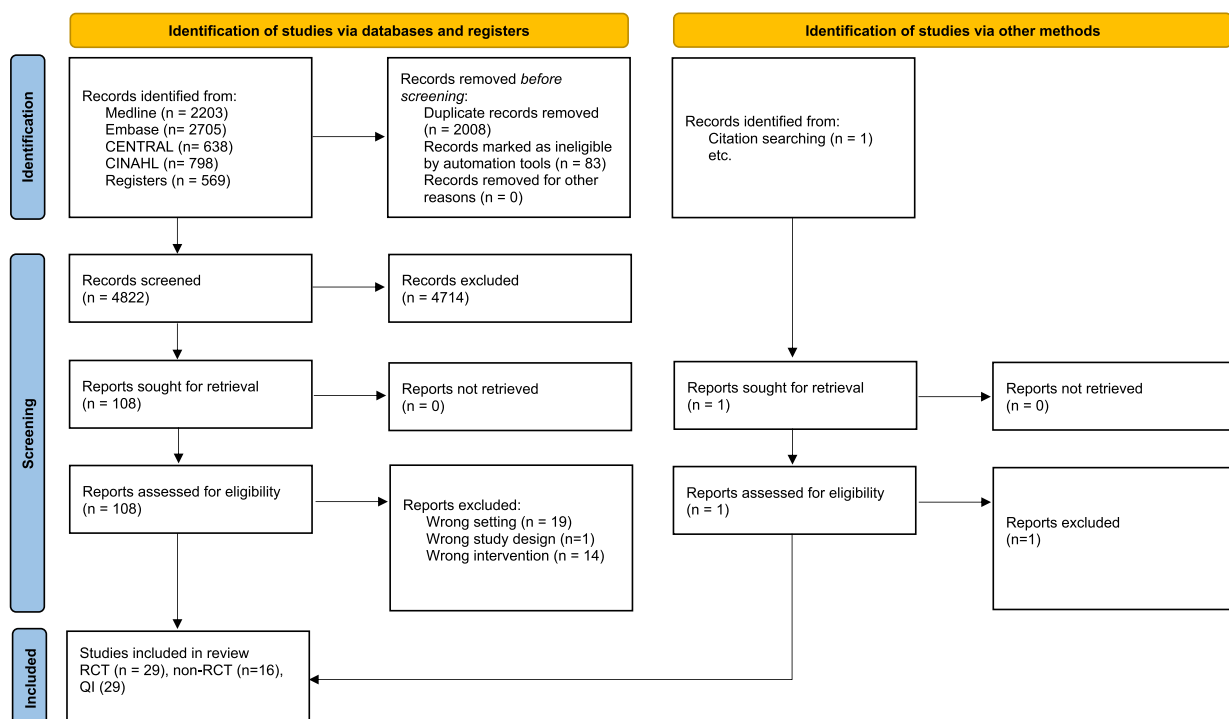 Identification of studies via databases and registers
Identification of studies via other methods
Identification
Records identified from:
Medline (n = 2203)
Embase (n= 2705)
CENTRAL (n= 638)
CINAHL (n= 798)
Registers (n = 569)
Records removed before
screening:
Duplicate records removed
(n = 2008)
Records marked as ineligible
by automation tools (n = 83)
Records removed for other
reasons (n = 0)
Records identified from:
Citation searching (n = 1)
etc.
Screening
Records screened
(n = 4822)
Records excluded
(n = 4714)
Reports sought for retrieval
(n = 108)
Reports not retrieved
(n = 0)
Reports sought for retrieval
(n = 1)
Reports not retrieved
(n = 0)
Reports assessed for eligibility
(n = 108)
Reports excluded:
Wrong setting (n = 19)
Wrong study design (n=1)
Wrong intervention (n = 14)
Reports assessed for eligibility
(n = 1)
Reports excluded
(n=1)
Included
Studies included in review
RCT (n = 29), non-RCT (n=16),
QI (29)